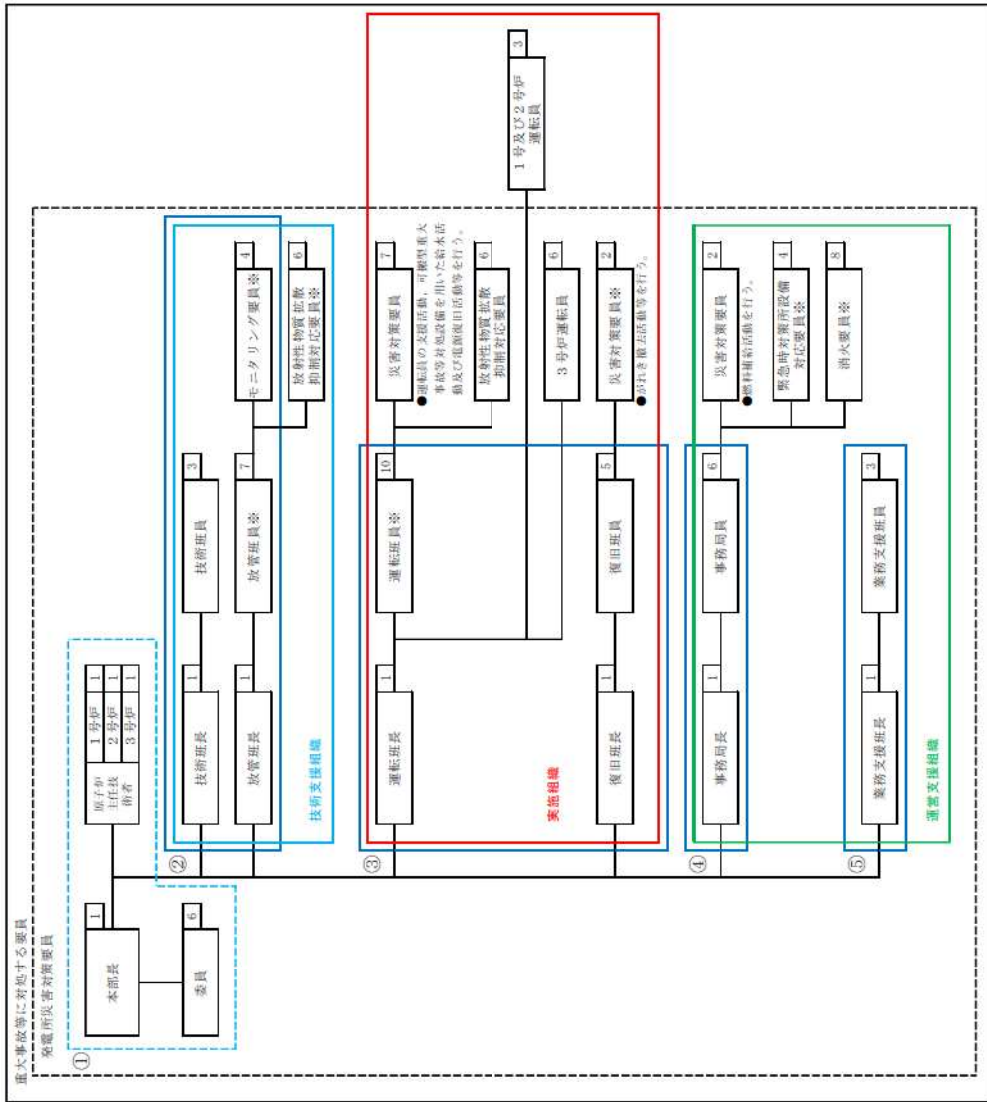 重大事故等に対処する要員
発電所災害対策要員
①
本部長
1
委員
6
原子炉
主任技
術者
1号炉
1
2号炉
1
3号炉
1
②
技術班長
1
技術班員
3
放管班長
1
放管班員※
7
モニタリング要員※
4
放射性物質拡散
抑制対応要員※
6
技術支援組織
③
運転班長
1
運転班員※
10
災害対策要員
7
●運転員の支援活動，可搬型重大
事故等対処設備を用いた給水活
動及び電源復旧活動等を行う。
放射性物質拡散
抑制対応要員
6
3号炉運転員
6
1号及び2号炉
運転員
3
復旧班長
1
復旧班員
5
災害対策要員※
2
●がれき撤去活動等を行う。
実施組織
④
事務局長
1
事務局員
6
災害対策要員
2
●燃料補給活動を行う。
緊急時対策所設備
対応要員※
4
消火要員※
8
⑤
業務支援班長
1
業務支援班員
3
運営支援組織